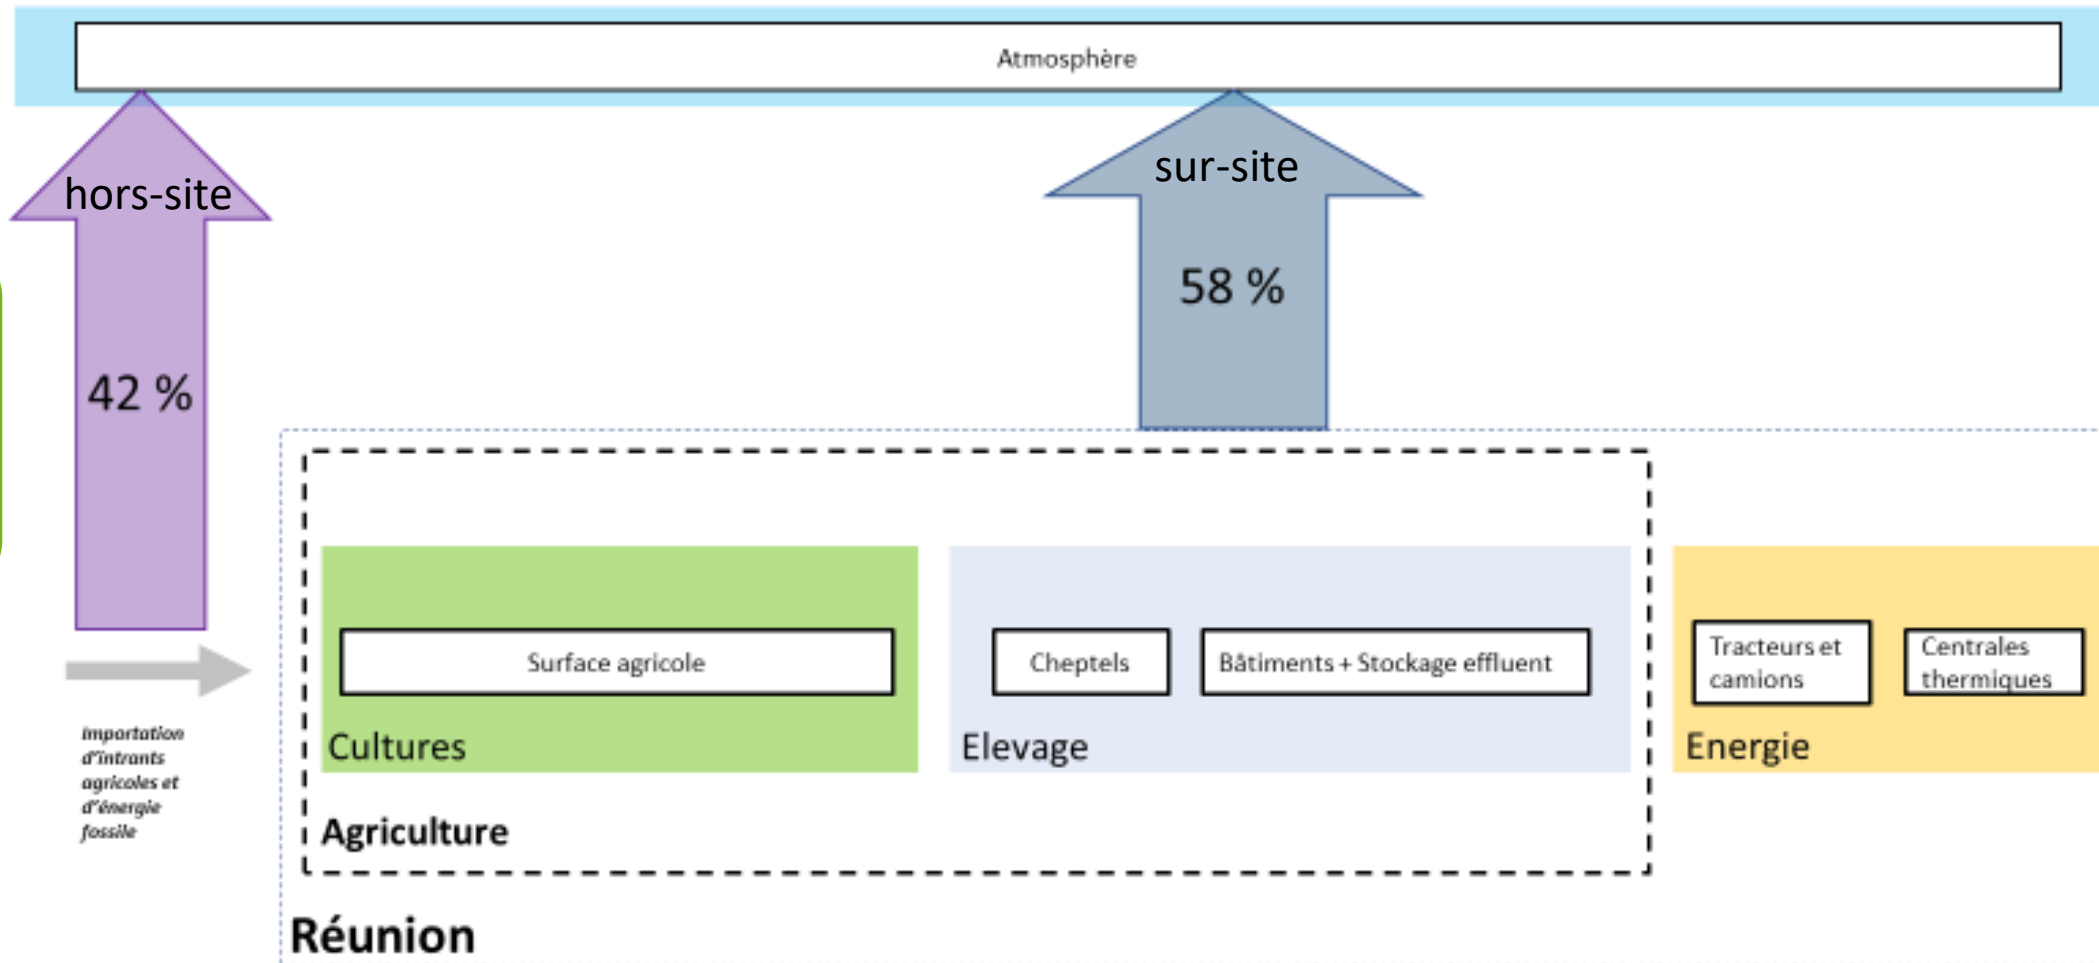 Atmosphère
hors-site
sur-site
58 %
42 %
Surface agricole
Cheptels
Bâtiments + Stockage effluent
Tracteurs et
camions
Centrales
thermiques
Cultures
Elevage
Energie
Importation
d'intrants
agricoles et
d'énergie
fossile
Agriculture
Réunion